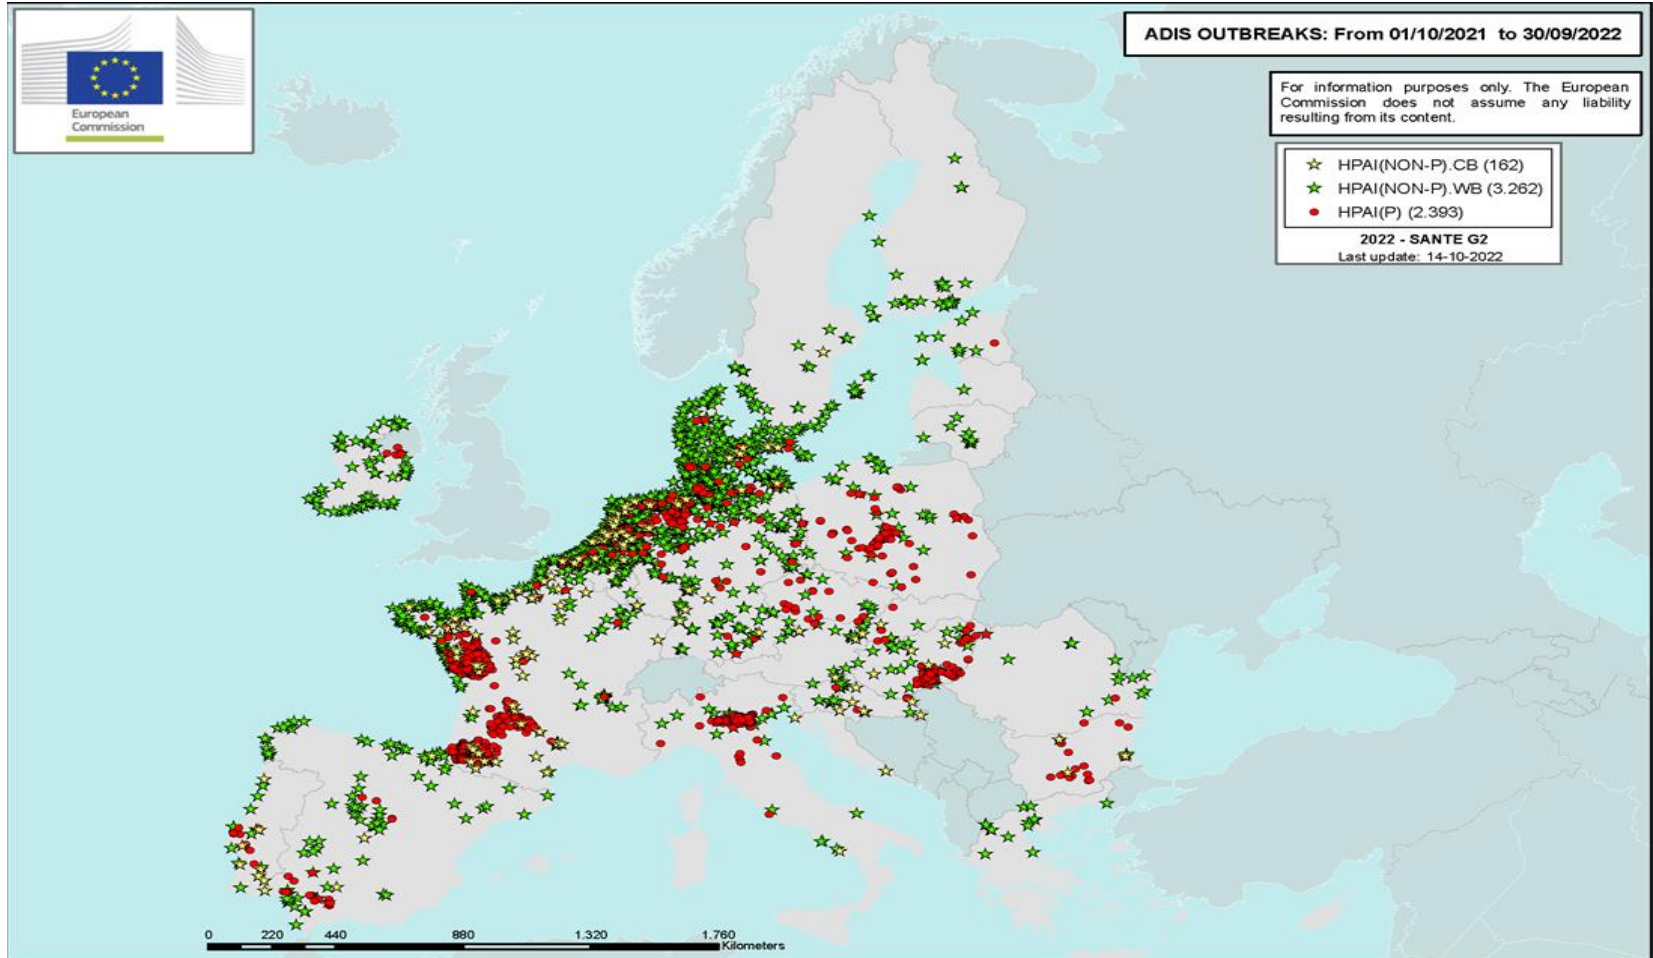 European
Commission
ADIS OUTBREAKS: From 01/10/2021 to 30/09/2022
For information purposes only. The European
Commission does not assume any liability
resulting from its content.
HPAI(NON-P).CB (162)
HPAI(NON-P).WB (3.262)
HPAI(P) (2.393)
2022 - SANTE G2
Last update: 14-10-2022
0 220 440 880 1.320 1.760
Kilometers